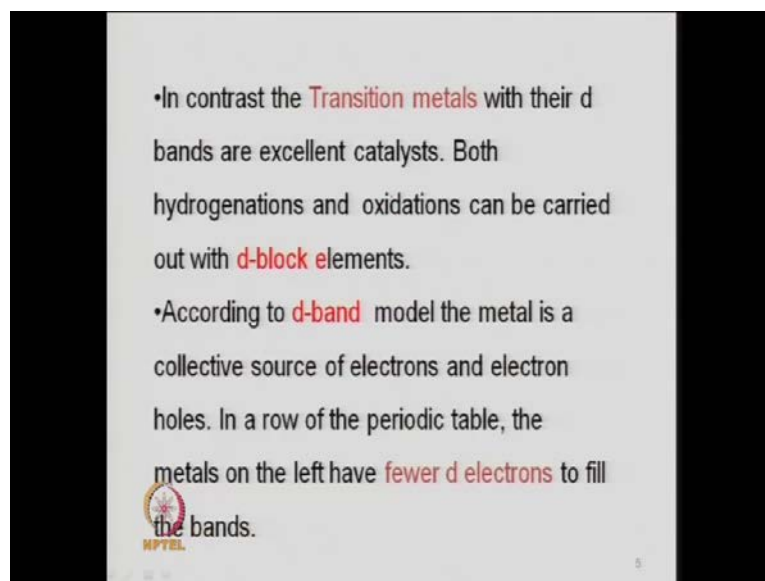 •In contrast the Transition metals with their d
bands are excellent catalysts. Both
hydrogenations and oxidations can be carried
out with d-block elements.
•According to d-band model the metal is a
collective source of electrons and electron
holes. In a row of the periodic table, the
metals on the left have fewer d electrons to fill
the bands.
NPTEL
5